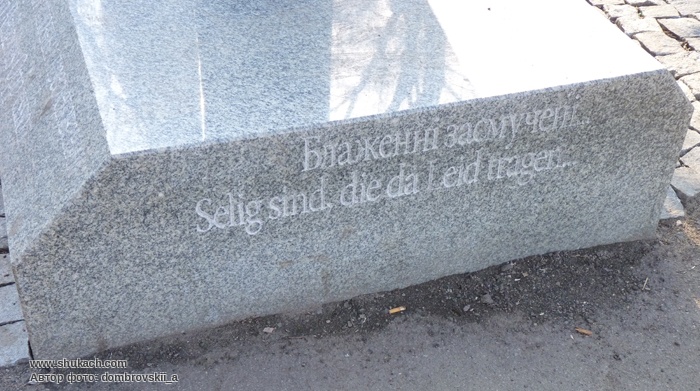 Блаженні засмучені...
Selig sind, die da Leid tragen...
www.shukach.com
Автор фото: dombrovskii_a